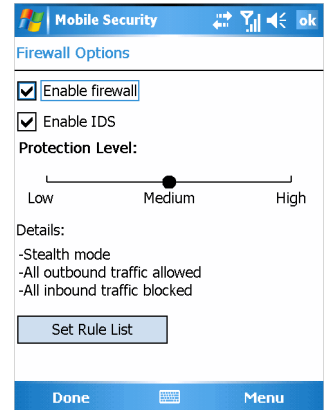 Mobile Security ok
Firewall Options
Enable firewall
Enable IDS
Protection Level:
Low Medium High
Details:
-Stealth mode
-All outbound traffic allowed
-All inbound traffic blocked
Set Rule List
Done Menu